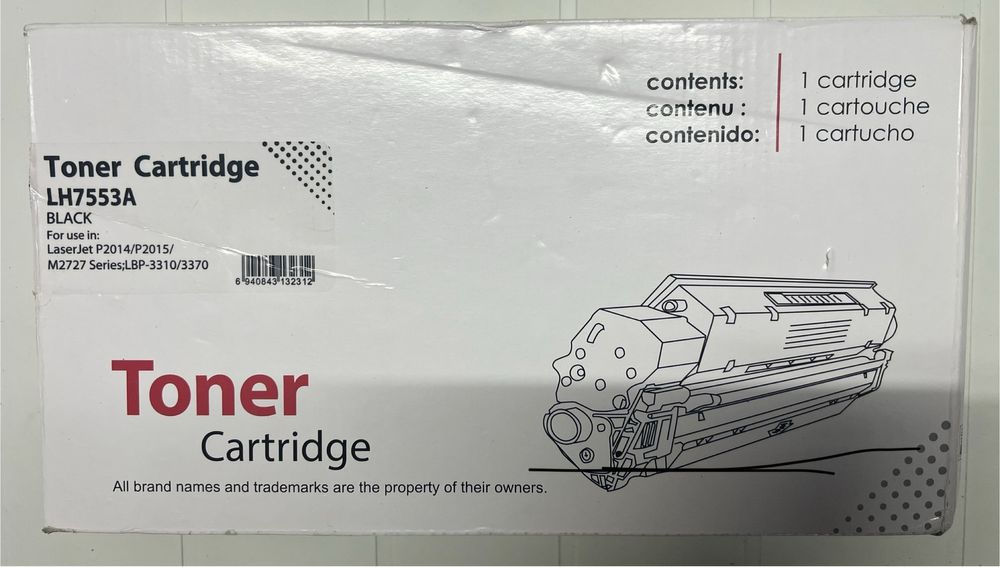 contents: 1 cartridge
contenu : 1 cartouche
contenido: 1 cartucho
Toner Cartridge
LH7553A
BLACK
For use in:
LaserJet P2014/P2015/
M2727 Series;LBP-3310/3370
6 940843 132312
Toner
Cartridge
All brand names and trademarks are the property of their owners.